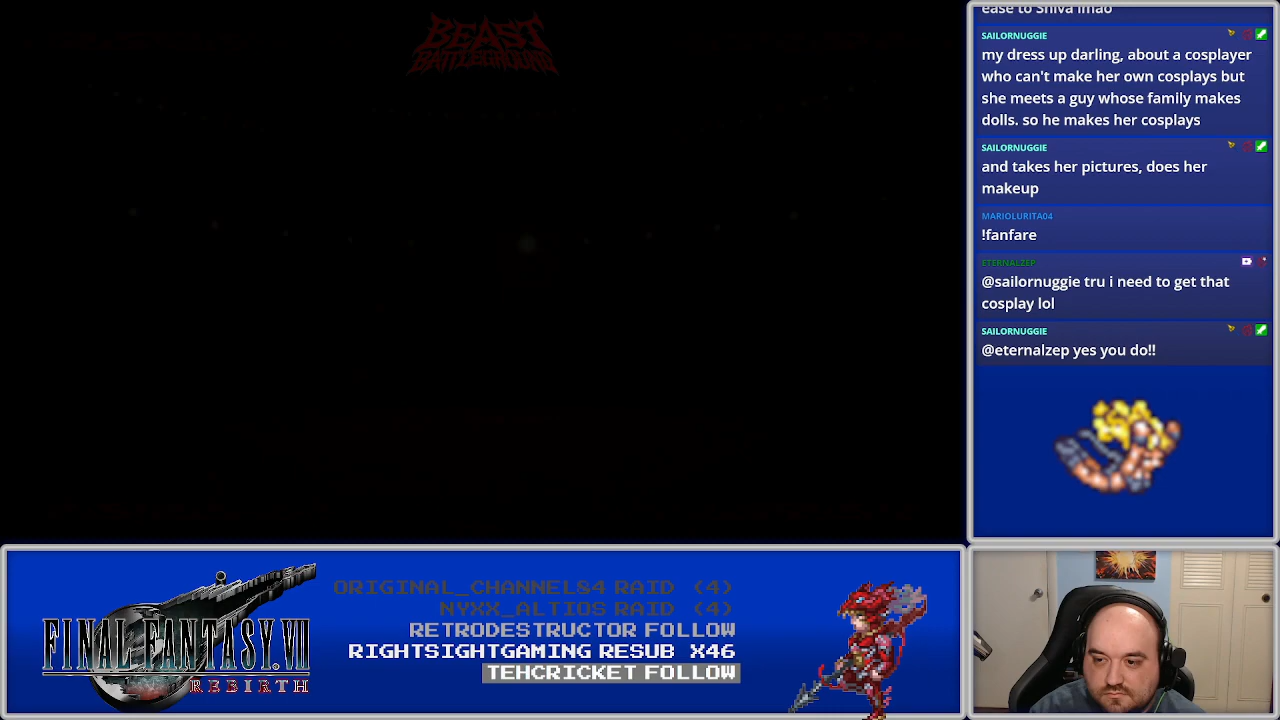 BEAST
BATTLEGROUND
ease to Shiva lmao
SAILORNUGGIE
my dress up darling, about a cosplayer
who can't make her own cosplays but
she meets a guy whose family makes
dolls. so he makes her cosplays
SAILORNUGGIE
and takes her pictures, does her
makeup
MARIOLURITA04
!fanfare
ETERNALZEP
@sailornuggie tru i need to get that
cosplay lol
SAILORNUGGIE
@eternalzep yes you do!!
FINAL FANTASY VII
REBIRTH
ORIGINAL_CHANNEL84 RAID (4)
NYXX_ALTIOS RAID (4)
RETRODESTRUCTOR FOLLOW
RIGHTSIGHTGAMING RESUB X46
TEHCRICKET FOLLOW